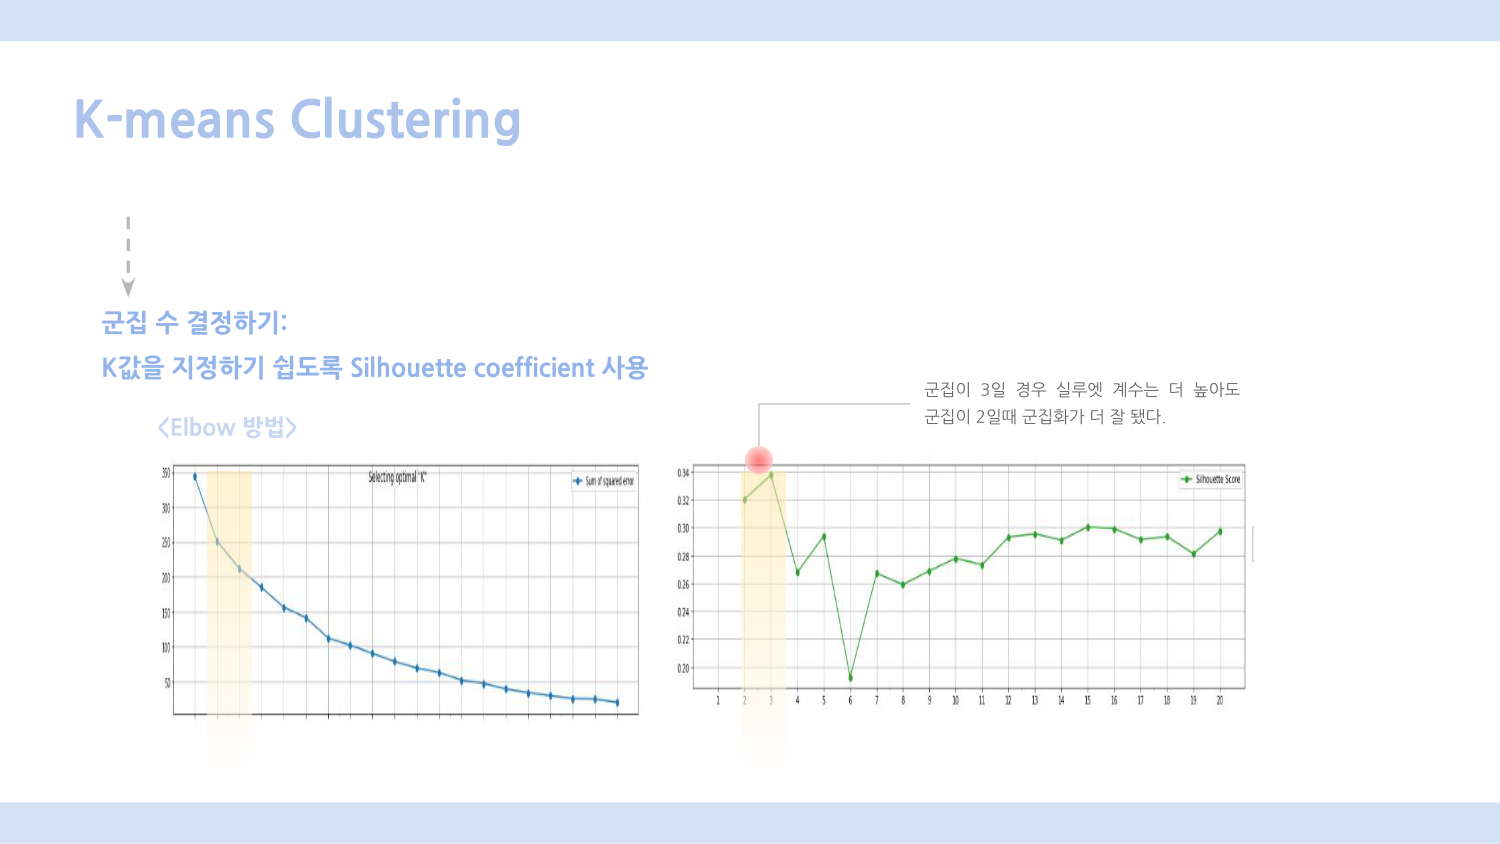 K-means Clustering
군집 수 결정하기:
K값을 지정하기 쉽도록 Silhouette coefficient 사용
군집이 3일 경우 실루엣 계수는 더 높아도
군집이 2일때 군집화가 더 잘 됐다.
<Elbow 방법>
Selecting optimal "K"
Sum of squared error
350
300
250
200
150
100
50
Silhouette Score
0.34
0.32
0.30
0.28
0.26
0.24
0.22
0.20
1 2 3 4 5 6 7 8 9 10 11 12 13 14 15 16 17 18 19 20